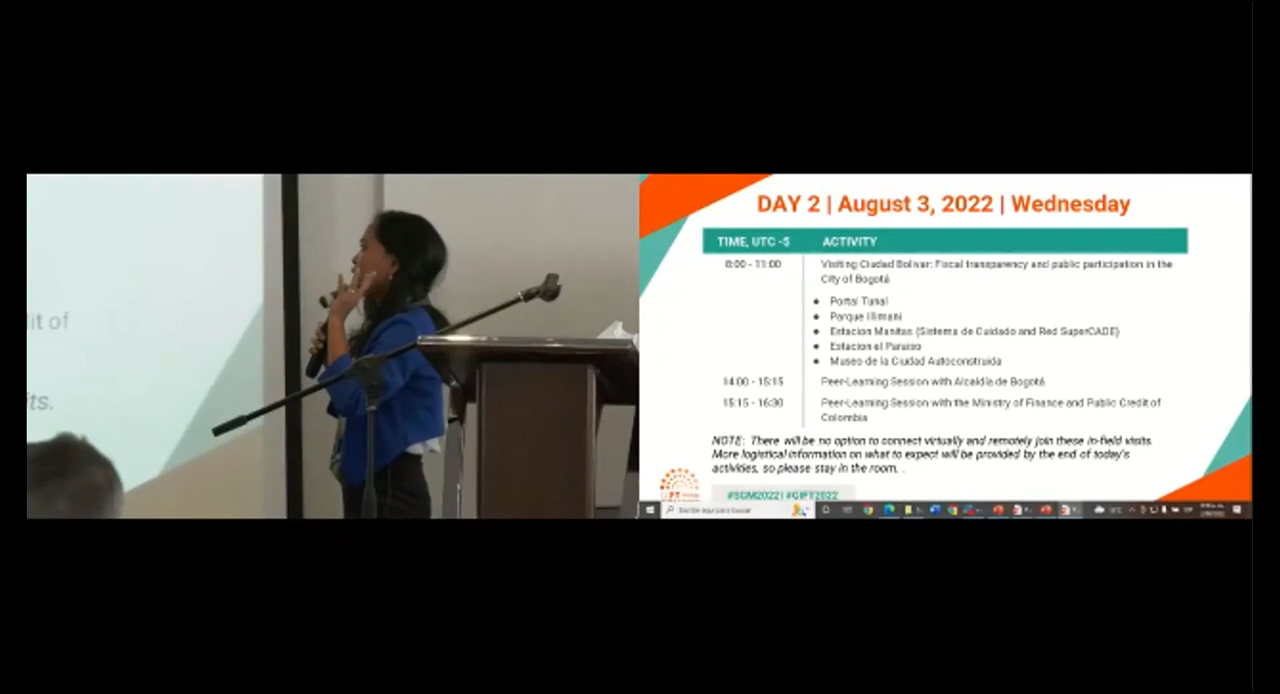 dit of
its.
DAY 2 | August 3, 2022 | Wednesday
TIME, UTC -5 ACTIVITY
8:00 - 11:00 Visiting Ciudad Bolivar: Fiscal transparency and public participation in the
City of Bogotá
● Portal Tunal
● Parque Illimani
● Estacion Manitas (Sistema de Cuidado and Red SuperCADE)
● Estacion el Paraiso
● Museo de la Ciudad Autoconstruida
14:00 - 15:15 Peer-Learning Session with Alcaldía de Bogotá
15:15 - 16:30 Peer-Learning Session with the Ministry of Finance and Public Credit of
Colombia
NOTE: There will be no option to connect virtually and remotely join these in-field visits.
More logistical information on what to expect will be provided by the end of today's
activities, so please stay in the room. .
#SGM2022| #GIFT2022